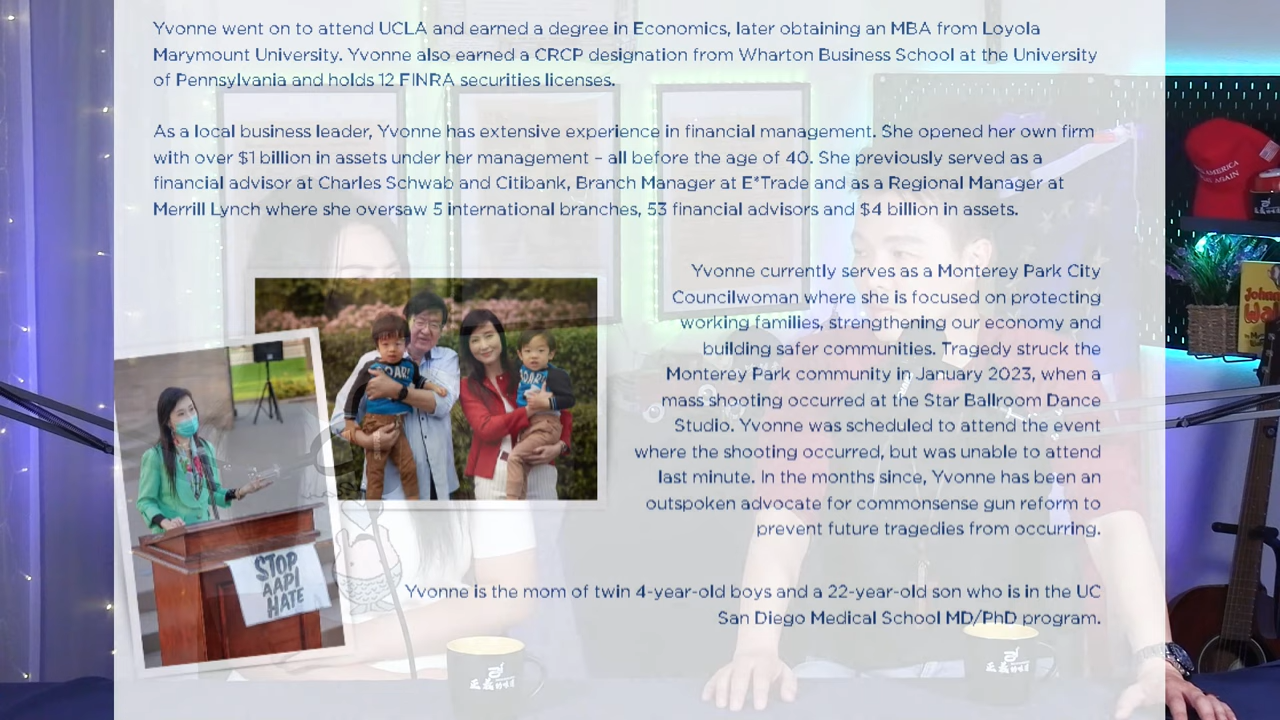 Yvonne went on to attend UCLA and earned a degree in Economics, later obtaining an MBA from Loyola
Marymount University. Yvonne also earned a CRCP designation from Wharton Business School at the University
of Pennsylvania and holds 12 FINRA securities licenses.
As a local business leader, Yvonne has extensive experience in financial management. She opened her own firm
with over $1 billion in assets under her management – all before the age of 40. She previously served as a
financial advisor at Charles Schwab and Citibank, Branch Manager at E*Trade and as a Regional Manager at
Merrill Lynch where she oversaw 5 international branches, 53 financial advisors and $4 billion in assets.
Yvonne currently serves as a Monterey Park City
Councilwoman where she is focused on protecting
working families, strengthening our economy and
building safer communities. Tragedy struck the
Monterey Park community in January 2023, when a
mass shooting occurred at the Star Ballroom Dance
Studio. Yvonne was scheduled to attend the event
where the shooting occurred, but was unable to attend
last minute. In the months since, Yvonne has been an
outspoken advocate for commonsense gun reform to
prevent future tragedies from occurring.
Yvonne is the mom of twin 4-year-old boys and a 22-year-old son who is in the UC
San Diego Medical School MD/PhD program.
STOP
AAPI
HATE
AMERICA
AGAIN